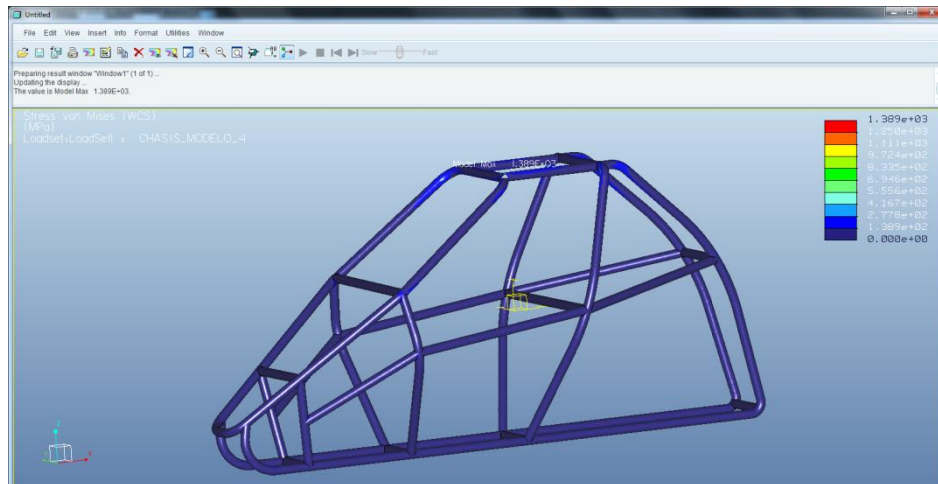 Untitled
File Edit View Insert Info Format Utilities Window
Slow Fast
Preparing result window "Window1" (1 of 1) ...
Updating the display ...
The value is Model Max 1.389E+03.
Stress von Mises (WCS)
(MPa)
Loadset:LoadSet1 : CHASIS_MODELO_4
Model Max 1.389E+03
1.389e+03
1.250e+03
1.111e+03
9.724e+02
8.335e+02
6.946e+02
5.556e+02
4.167e+02
2.778e+02
1.389e+02
0.000e+00
X